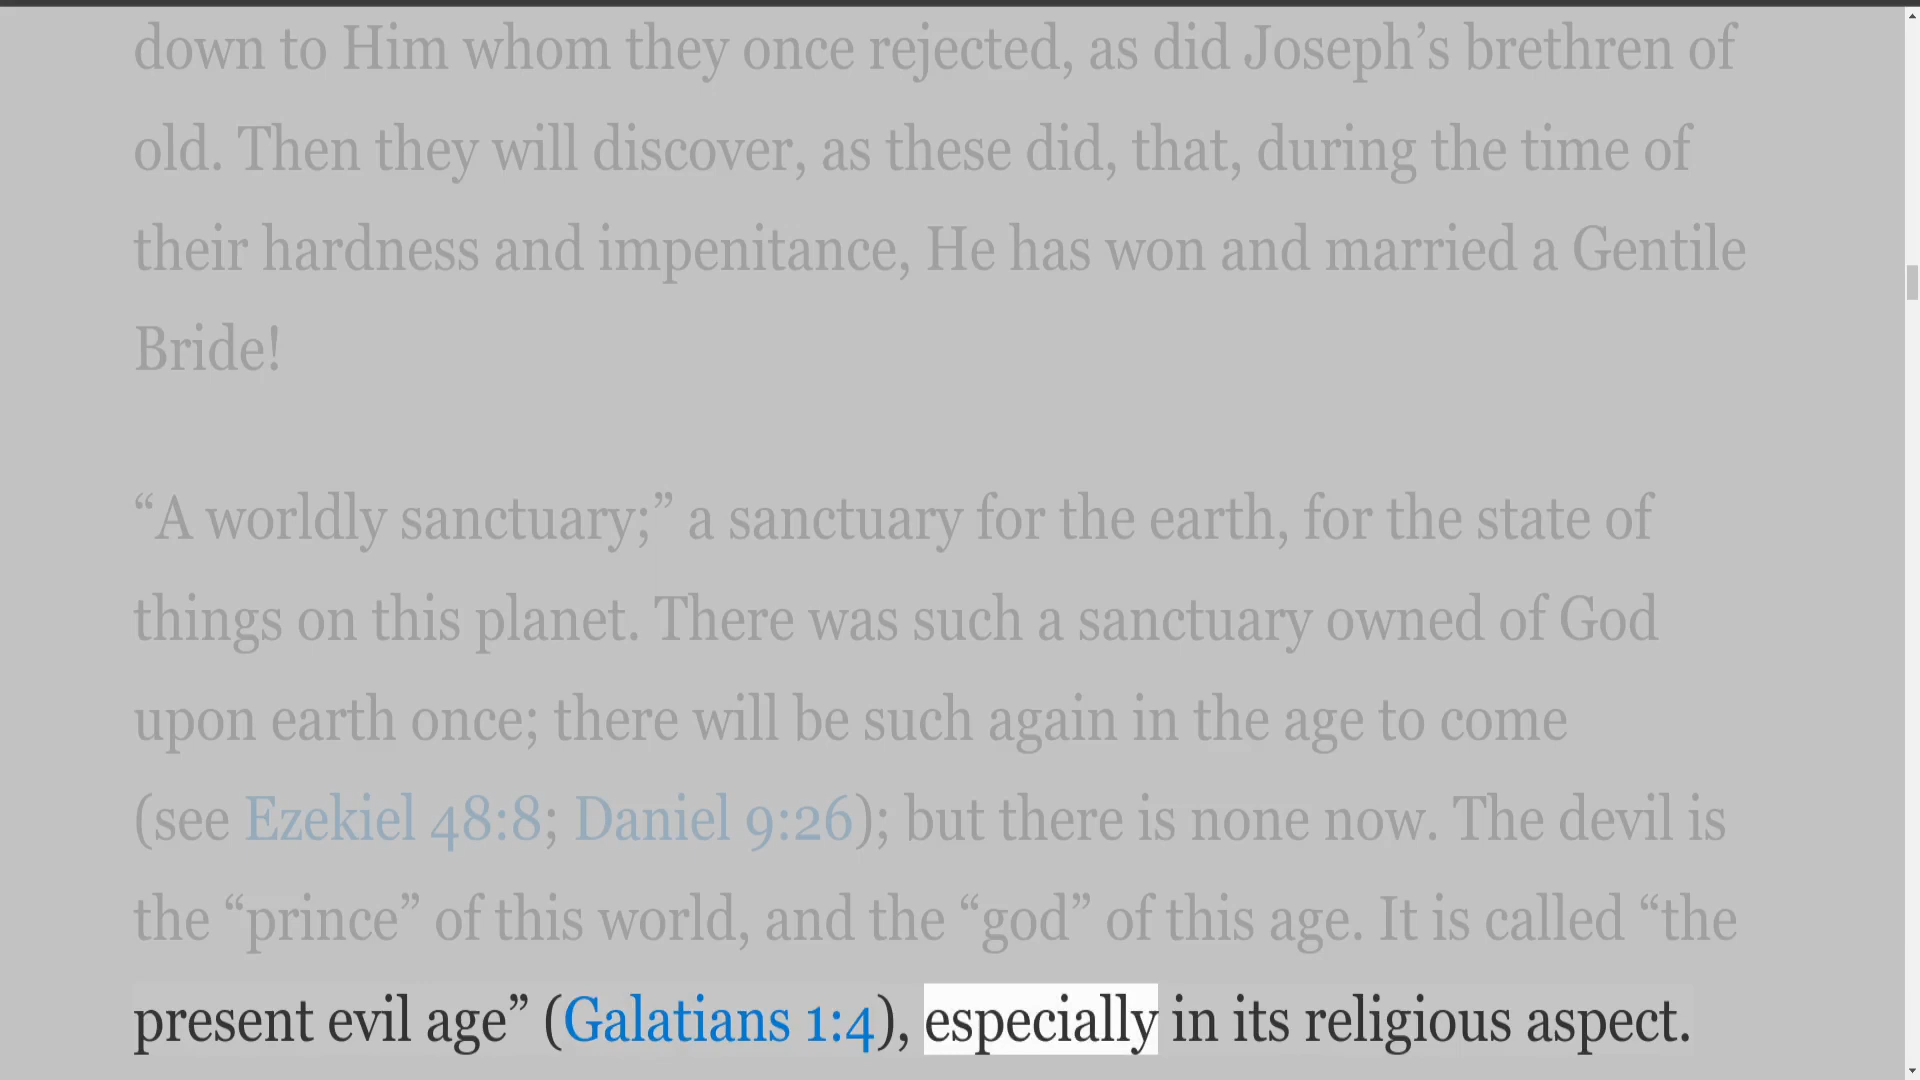 down to Him whom they once rejected, as did Joseph’s brethren of
old. Then they will discover, as these did, that, during the time of
their hardness and impenitance, He has won and married a Gentile
Bride!
“A worldly sanctuary;” a sanctuary for the earth, for the state of
things on this planet. There was such a sanctuary owned of God
upon earth once; there will be such again in the age to come
(see Ezekiel 48:8; Daniel 9:26); but there is none now. The devil is
the “prince” of this world, and the “god” of this age. It is called “the
present evil age” (Galatians 1:4), especially in its religious aspect.